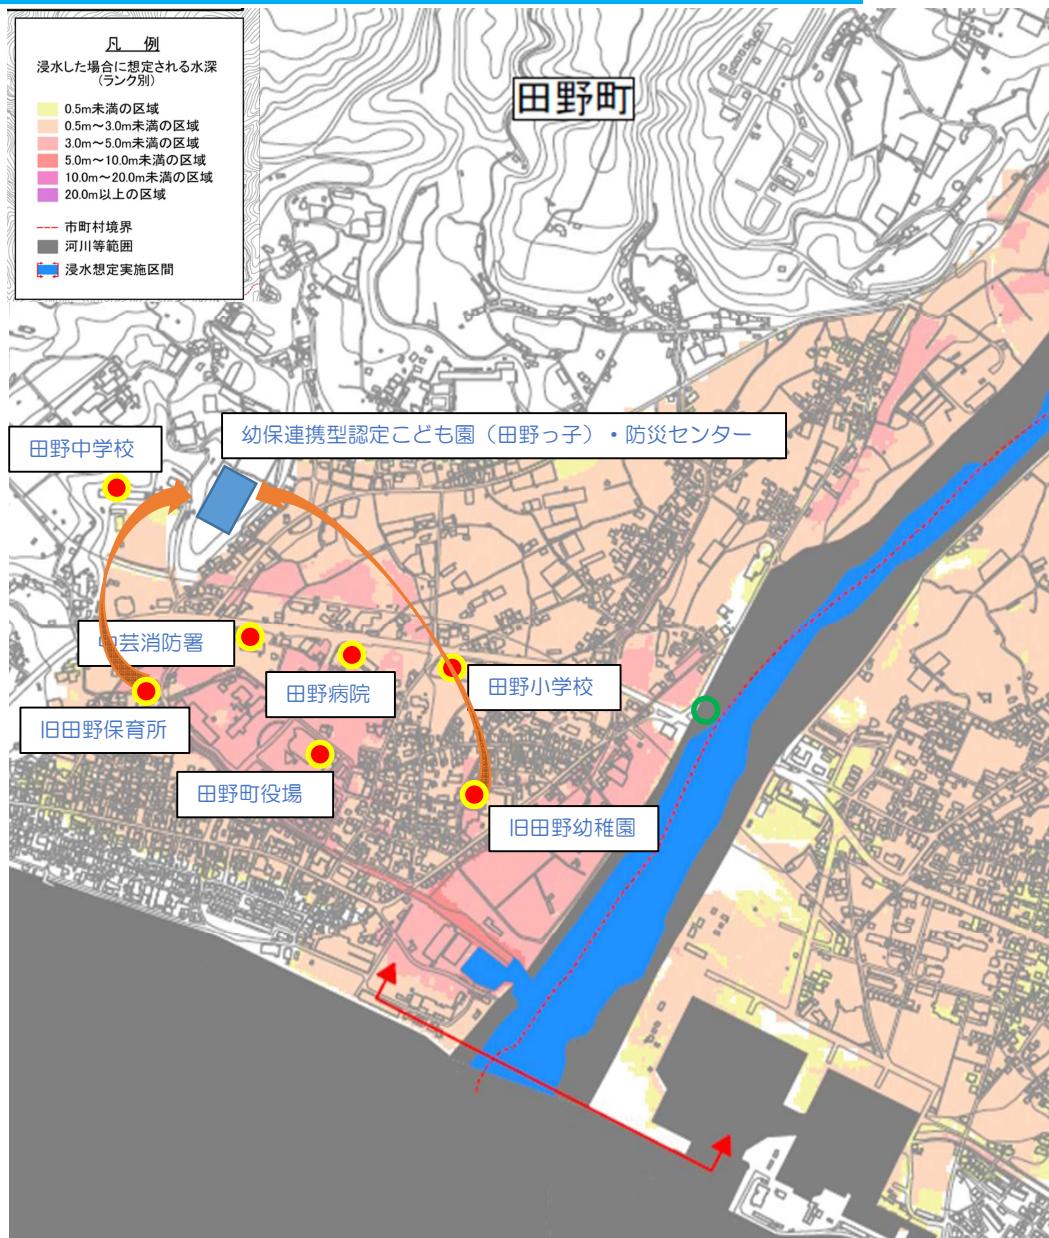 凡 例
浸水した場合に想定される水深
(ランク別)
0.5m未満の区域
0.5m~3.0m未満の区域
3.0m~5.0m未満の区域
5.0m~10.0m未満の区域
10.0m~20.0m未満の区域
20.0m以上の区域
市町村境界
河川等範囲
浸水想定実施区間
田野町
幼保連携型認定こども園(田野っ子)・防災センター
田野中学校
中芸消防署
田野病院
田野小学校
旧田野保育所
田野町役場
旧田野幼稚園